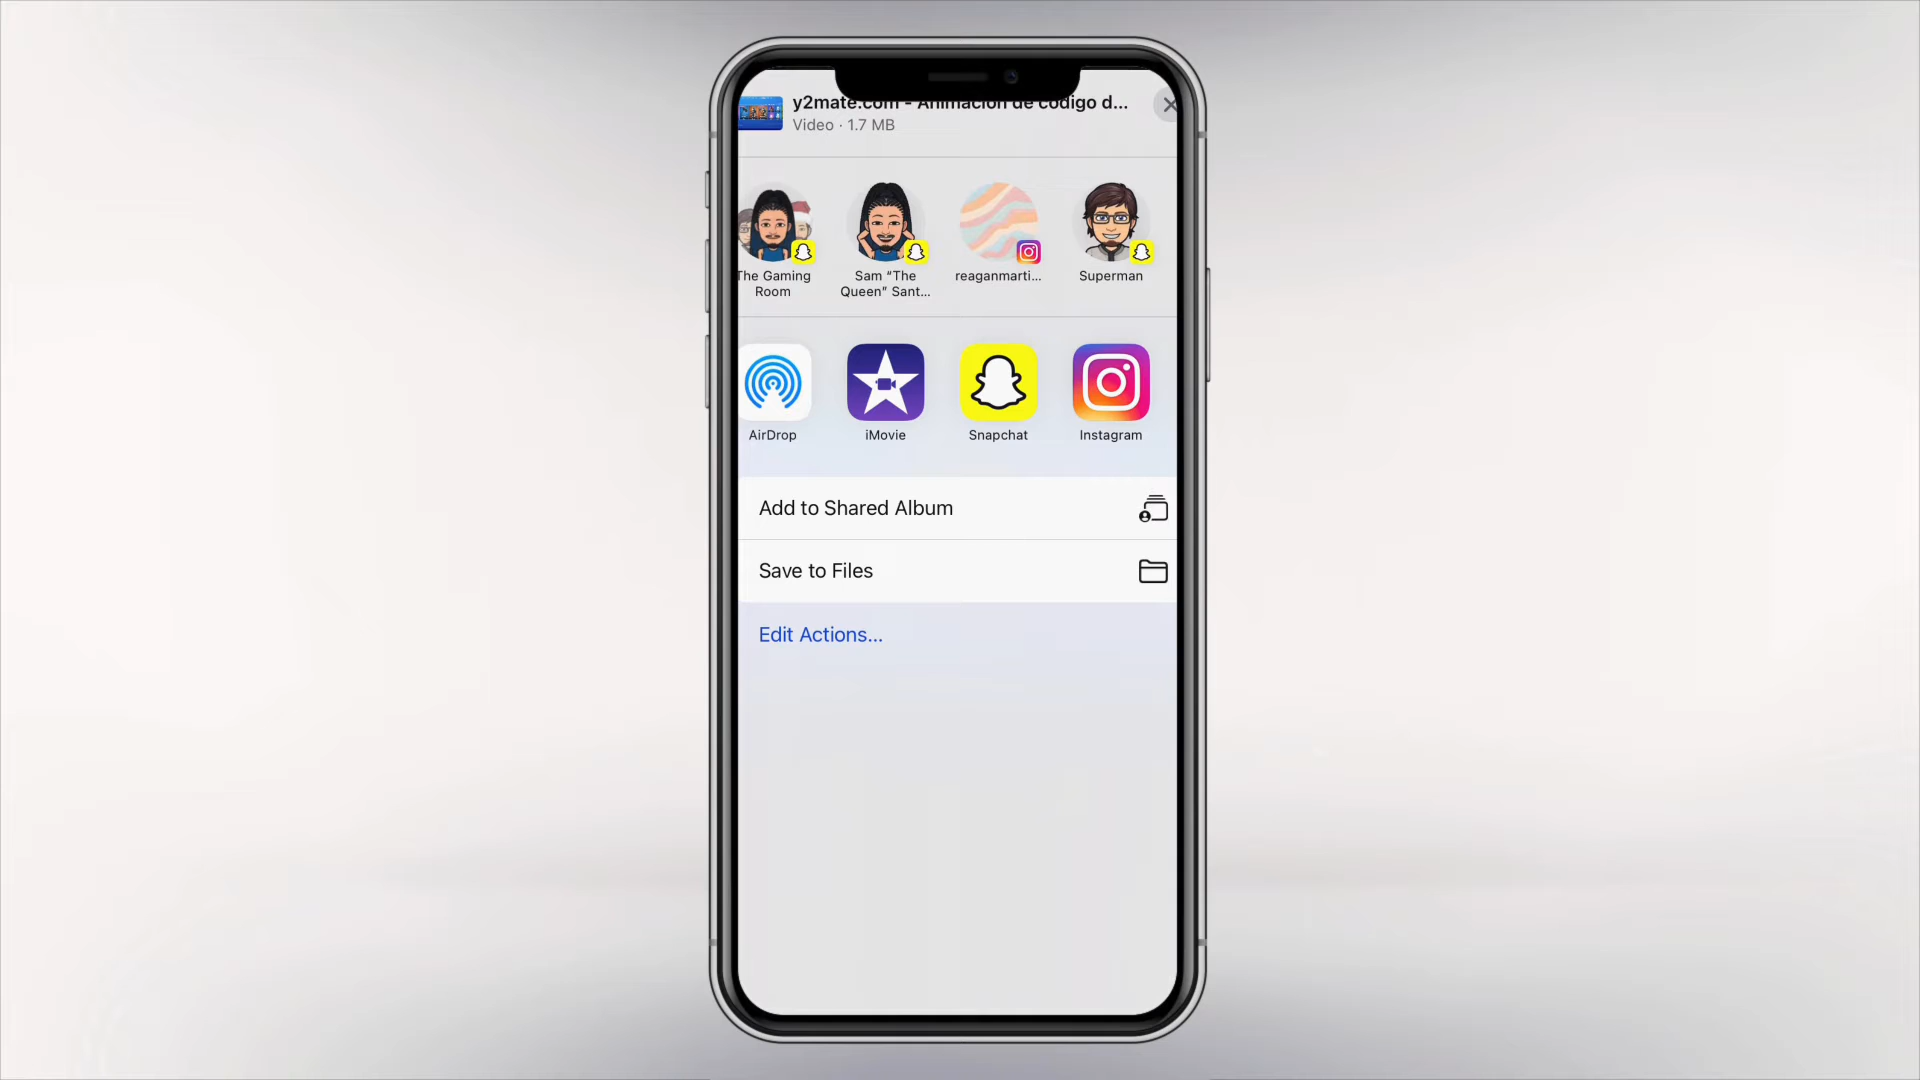 y2mate.com - Animación de código d...
Video · 1.7 MB
The Gaming
Room
Sam “The
Queen” Sant...
reaganmarti...
Superman
AirDrop
iMovie
Snapchat
Instagram
Add to Shared Album
Save to Files
Edit Actions...